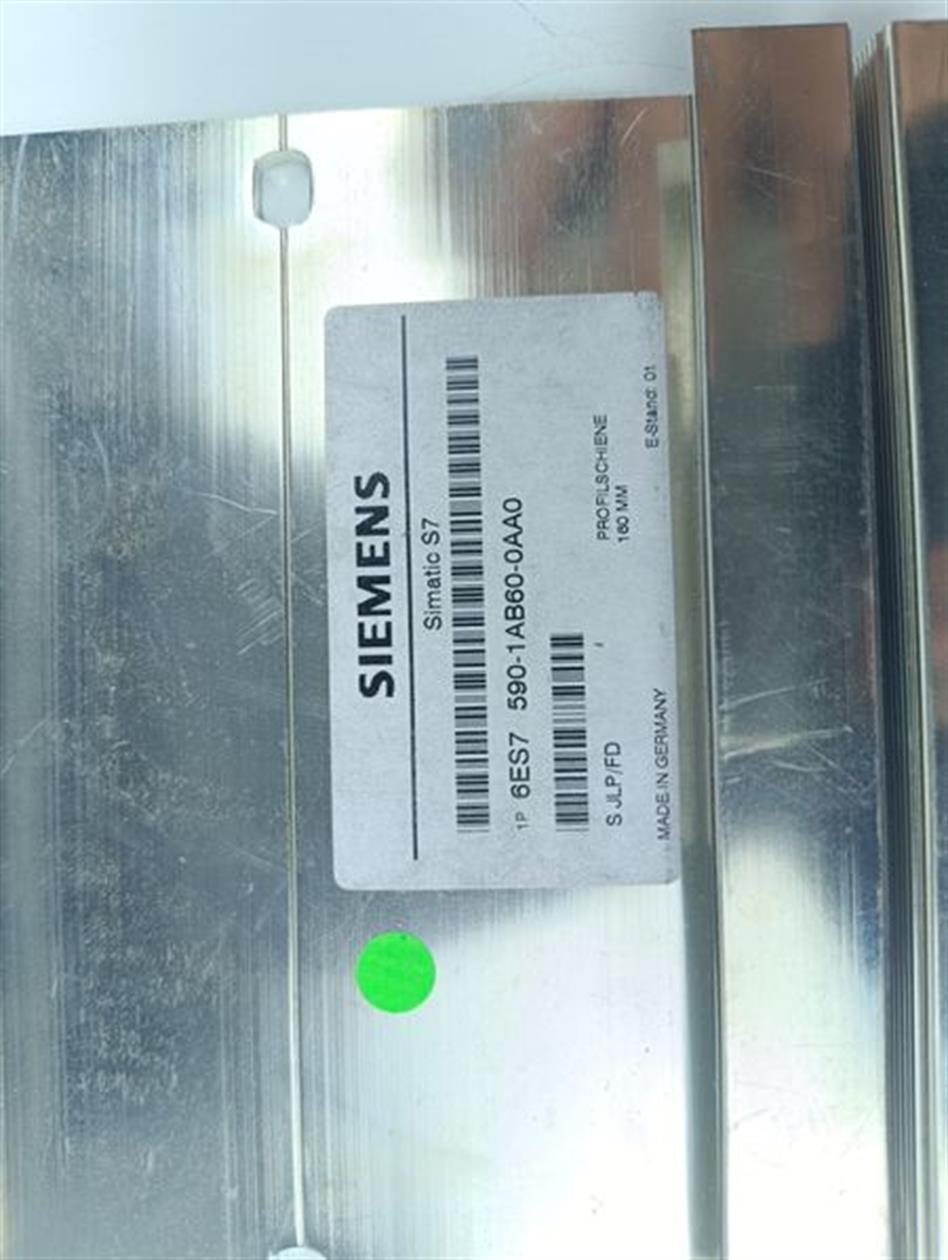 SIEMENS
Simatic S7
1P 6ES7 590-1AB60-0AA0
S JLP/FD
PROFILSCHIENE
160 MM
MADE IN GERMANY
E-Stand: 01